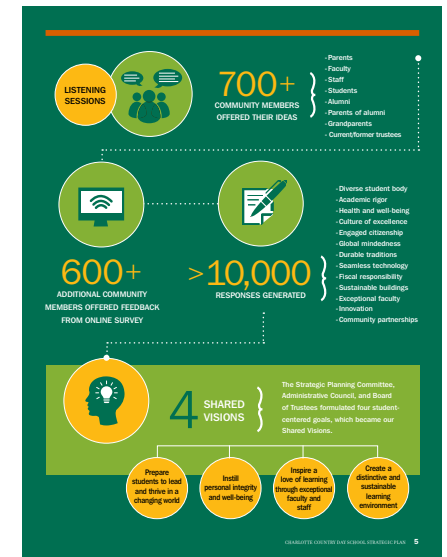 LISTENING
SESSIONS
700+
COMMUNITY MEMBERS
OFFERED THEIR IDEAS
- Parents
- Faculty
- Staff
- Students
- Alumni
- Parents of alumni
- Grandparents
- Current/former trustees
600+
ADDITIONAL COMMUNITY
MEMBERS OFFERED FEEDBACK
FROM ONLINE SURVEY
>10,000
RESPONSES GENERATED
- Diverse student body
- Academic rigor
- Health and well-being
- Culture of excellence
- Engaged citizenship
- Global mindedness
- Durable traditions
- Seamless technology
- Fiscal responsibility
- Sustainable buildings
- Exceptional faculty
- Innovation
- Community partnerships
4
SHARED
VISIONS
The Strategic Planning Committee,
Administrative Council, and Board
of Trustees formulated four student-
centered goals, which became our
Shared Visions.
Prepare
students to lead
and thrive in a
changing world
Instill
personal integrity
and well-being
Inspire a
love of learning
through exceptional
faculty and
staff
Create a
distinctive and
sustainable
learning
environment
CHARLOTTE COUNTRY DAY SCHOOL STRATEGIC PLAN 5